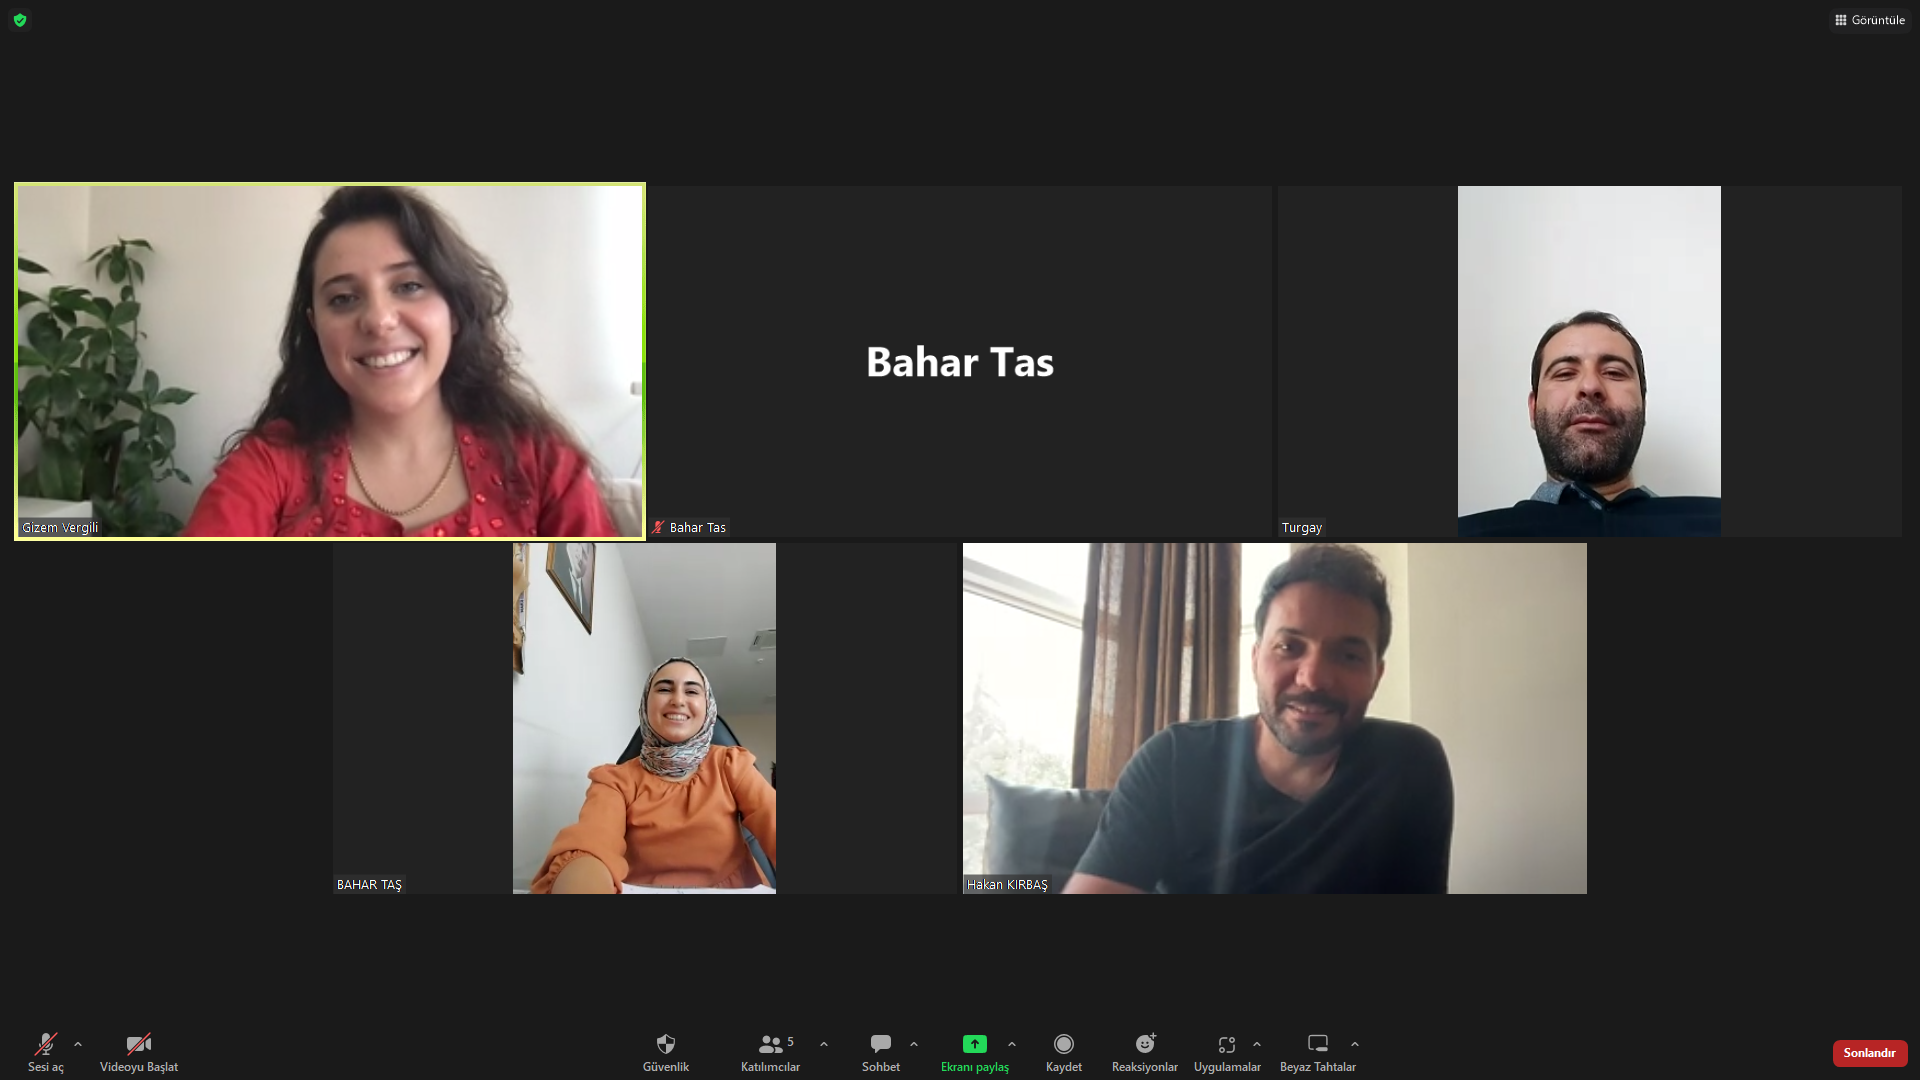 Görüntüle
Bahar Tas
Gizem Vergili
Bahar Tas
Turgay
BAHAR TAŞ
Hakan KIRBAŞ
Sesi aç
Videoyu Başlat
Güvenlik
5
Katılımcılar
Sohbet
Ekranı paylaş
Kaydet
Reaksiyonlar
Uygulamalar
Beyaz Tahtalar
Sonlandır